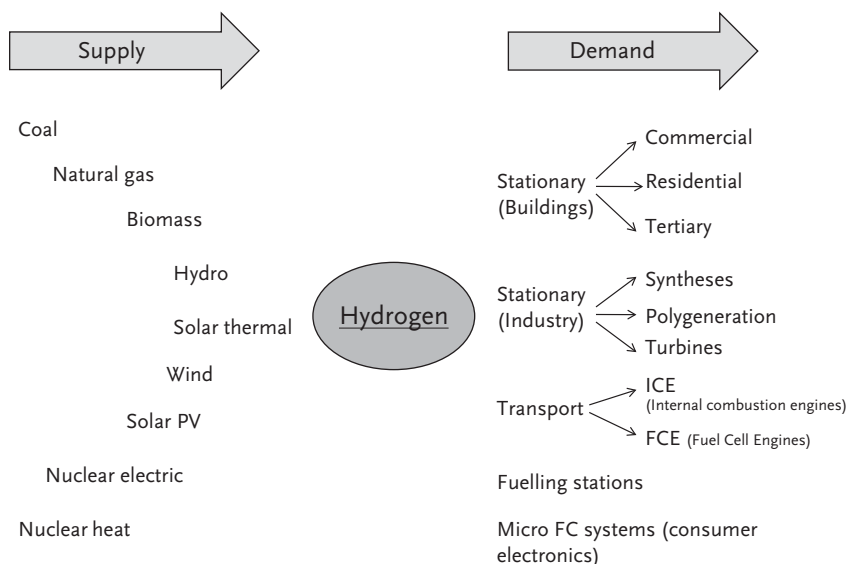 Supply
Demand
Coal
Natural gas
Biomass
Hydro
Solar thermal
Wind
Solar PV
Nuclear electric
Nuclear heat
Hydrogen
Stationary
(Buildings)
Commercial
Residential
Tertiary
Stationary
(Industry)
Syntheses
Polygeneration
Turbines
Transport
ICE
(Internal combustion engines)
FCE (Fuel Cell Engines)
Fuelling stations
Micro FC systems (consumer
electronics)